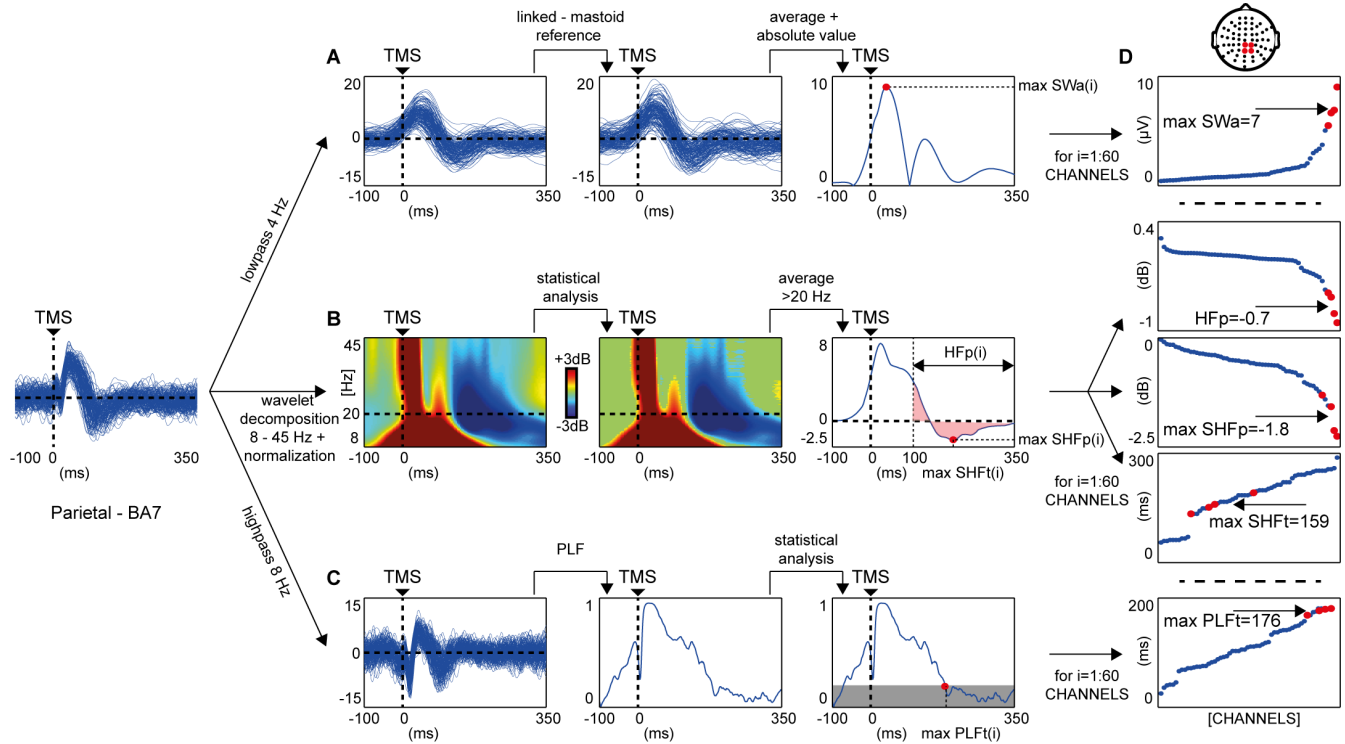 TMS
-100
0
350
(ms)
Parietal - BA7
lowpass 4 Hz
wavelet
decomposition
8 - 45 Hz +
normalization
highpass 8 Hz
A
TMS
20
0
-15
-100
0
350
(ms)
linked - mastoid
reference
TMS
20
0
-15
-100
0
350
(ms)
average +
absolute value
TMS
10
0
-100
0
350
(ms)
max SWa(i)
for i=1:60
CHANNELS
B
TMS
45
[Hz]
20
8
-100
0
350
(ms)
+3dB
-3dB
statistical
analysis
TMS
-100
0
350
(ms)
average
>20 Hz
TMS
8
0
-2.5
HFp(i)
-100
0
100
350
(ms)
max SHFt(i)
max SHFp(i)
for i=1:60
CHANNELS
C
TMS
15
0
-15
-100
0
350
(ms)
PLF
TMS
1
0
-100
0
350
(ms)
statistical
analysis
TMS
1
0
-100
0
350
(ms)
max PLFt(i)
for i=1:60
CHANNELS
D
10
(µV)
0
max SWa=7
0.4
(dB)
-1
HFp=-0.7
0
(dB)
-2.5
max SHFp=-1.8
300
(ms)
0
max SHFt=159
200
(ms)
0
max PLFt=176
[CHANNELS]